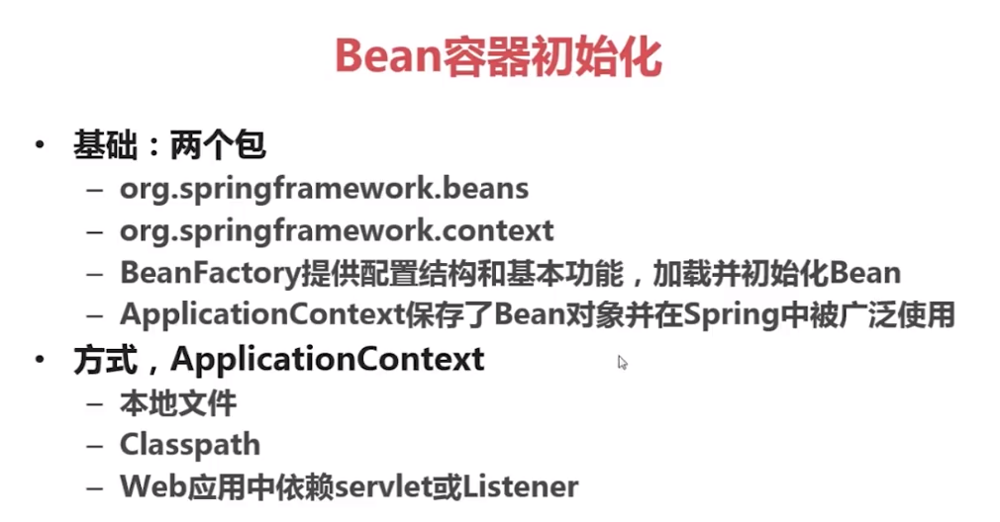 Bean容器初始化
• 基础：两个包
– org.springframework.beans
– org.springframework.context
– BeanFactory提供配置结构和基本功能，加载并初始化Bean
– ApplicationContext保存了Bean对象并在Spring中被广泛使用
• 方式，ApplicationContext
– 本地文件
– Classpath
– Web应用中依赖servlet或Listener